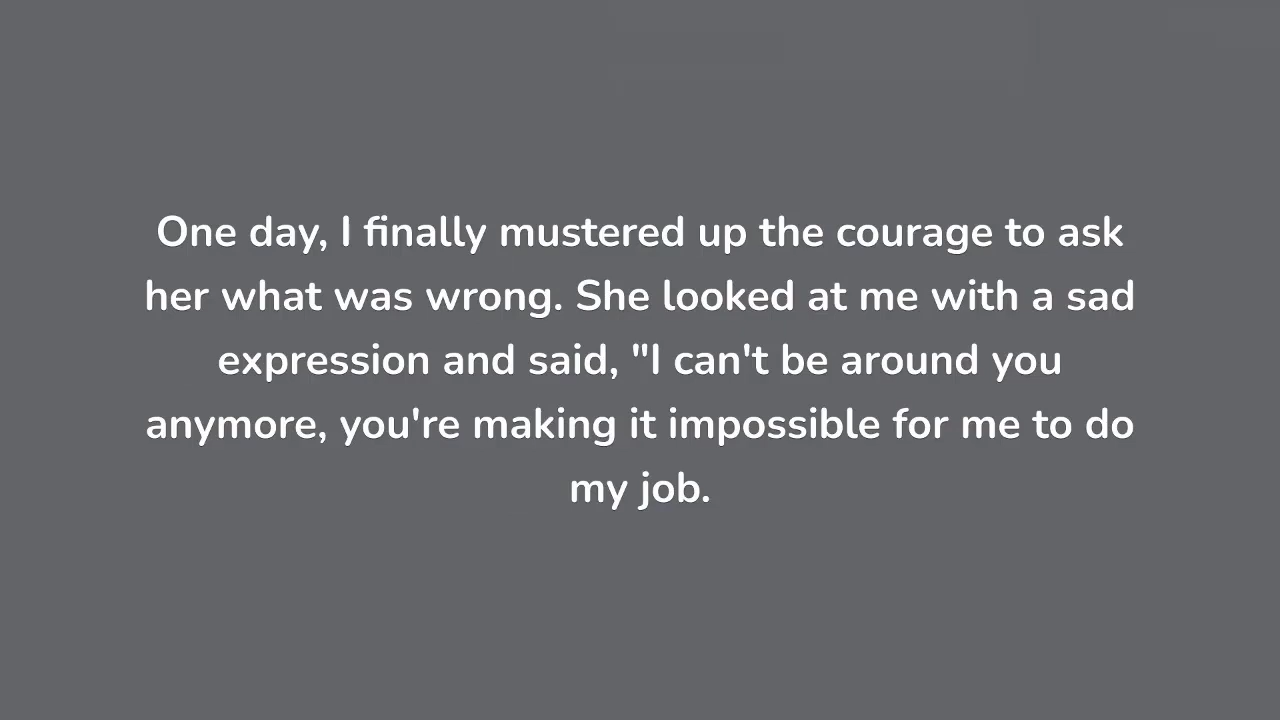 One day, I finally mustered up the courage to ask
her what was wrong. She looked at me with a sad
expression and said, "I can't be around you
anymore, you're making it impossible for me to do
my job.